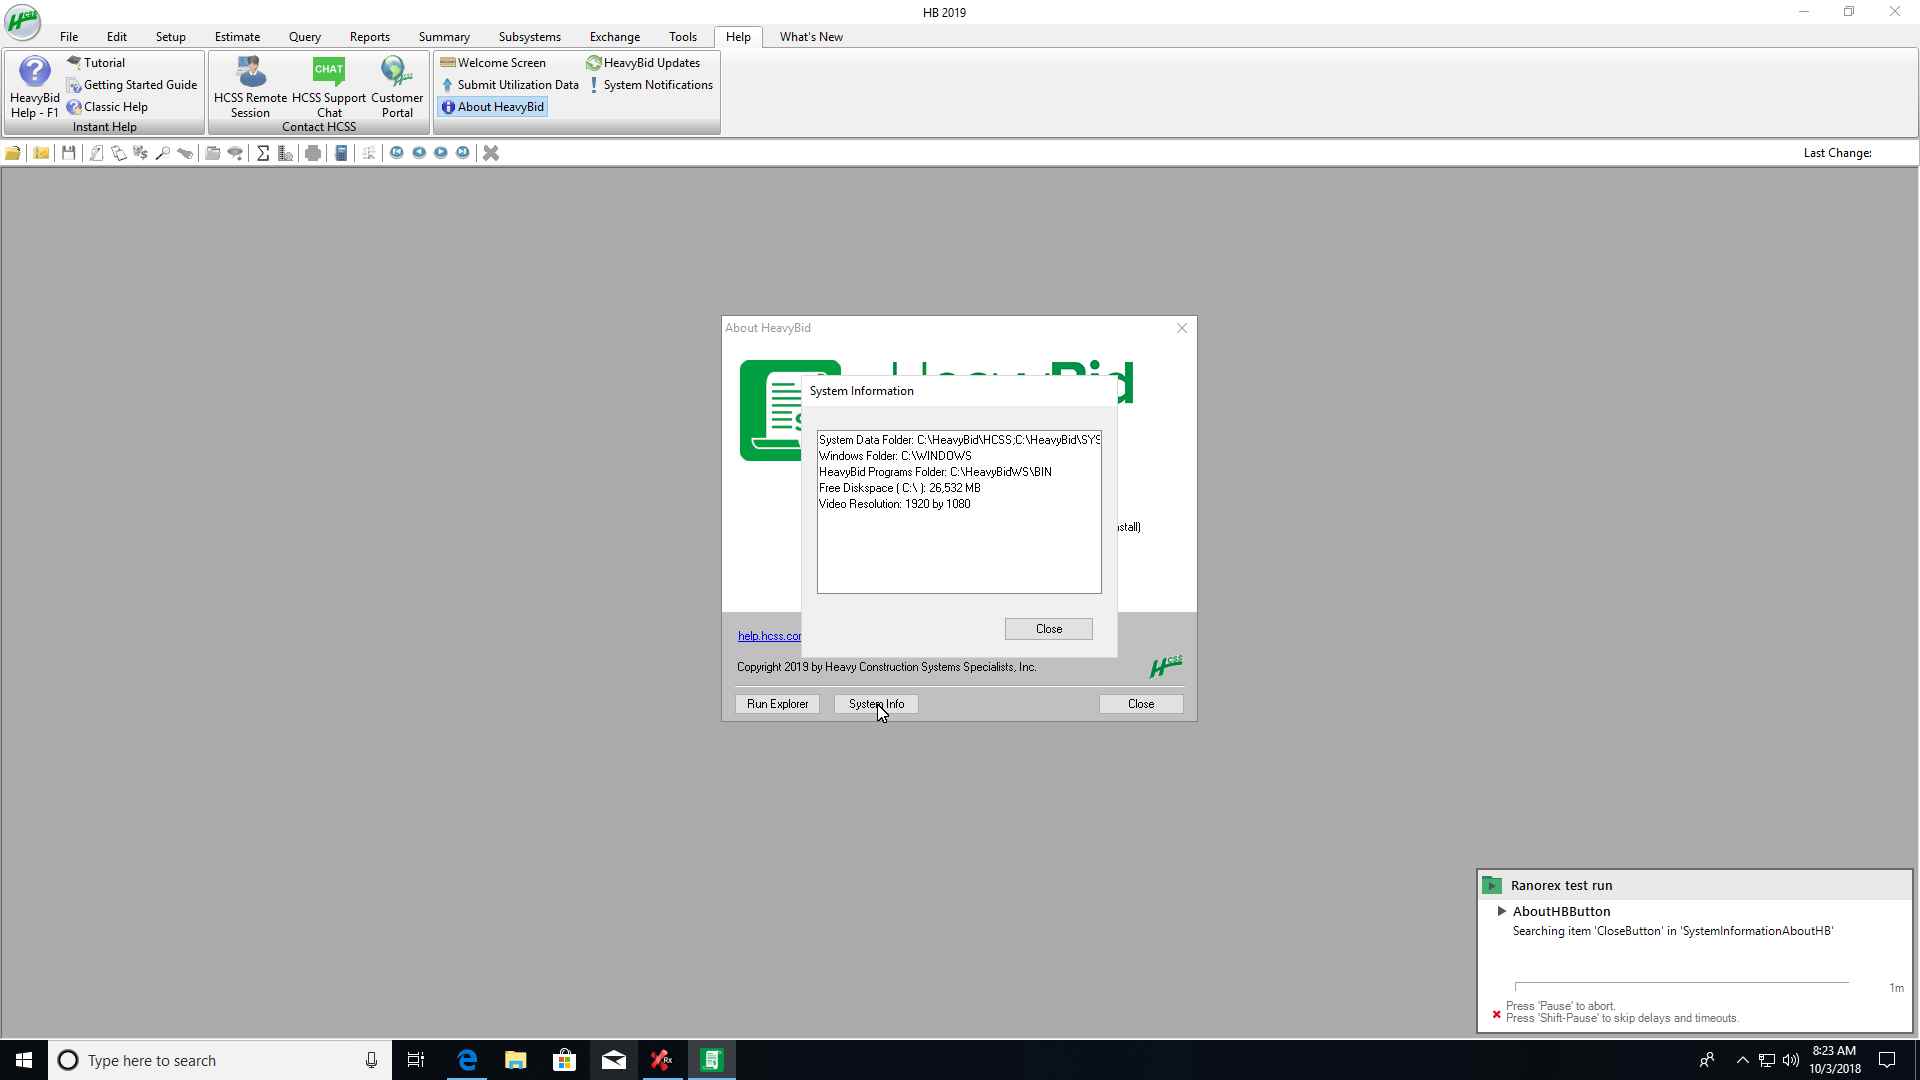 HB 2019
File Edit Setup Estimate Query Reports Summary Subsystems Exchange Tools Help What's New
HeavyBid Help - F1
Tutorial
Getting Started Guide
Classic Help
Instant Help
HCSS Remote Session
CHAT
HCSS Support Chat
Customer Portal
Contact HCSS
Welcome Screen
Submit Utilization Data
About HeavyBid
HeavyBid Updates
System Notifications
Last Change:
About HeavyBid
System Information
System Data Folder: C:\HeavyBid\HCSS;C:\HeavyBid\SYS
Windows Folder: C:\WINDOWS
HeavyBid Programs Folder: C:\HeavyBidWS\BIN
Free Diskspace ( C:\ ): 26,532 MB
Video Resolution: 1920 by 1080
stall)
Close
help.hcss.co
Copyright 2019 by Heavy Construction Systems Specialists, Inc.
HCSS
Run Explorer System Info Close
Ranorex test run
AboutHBButton
Searching item 'CloseButton' in 'SystemInformationAboutHB'
1m
Press 'Pause' to abort.
Press 'Shift-Pause' to skip delays and timeouts.
Type here to search
8:23 AM
10/3/2018